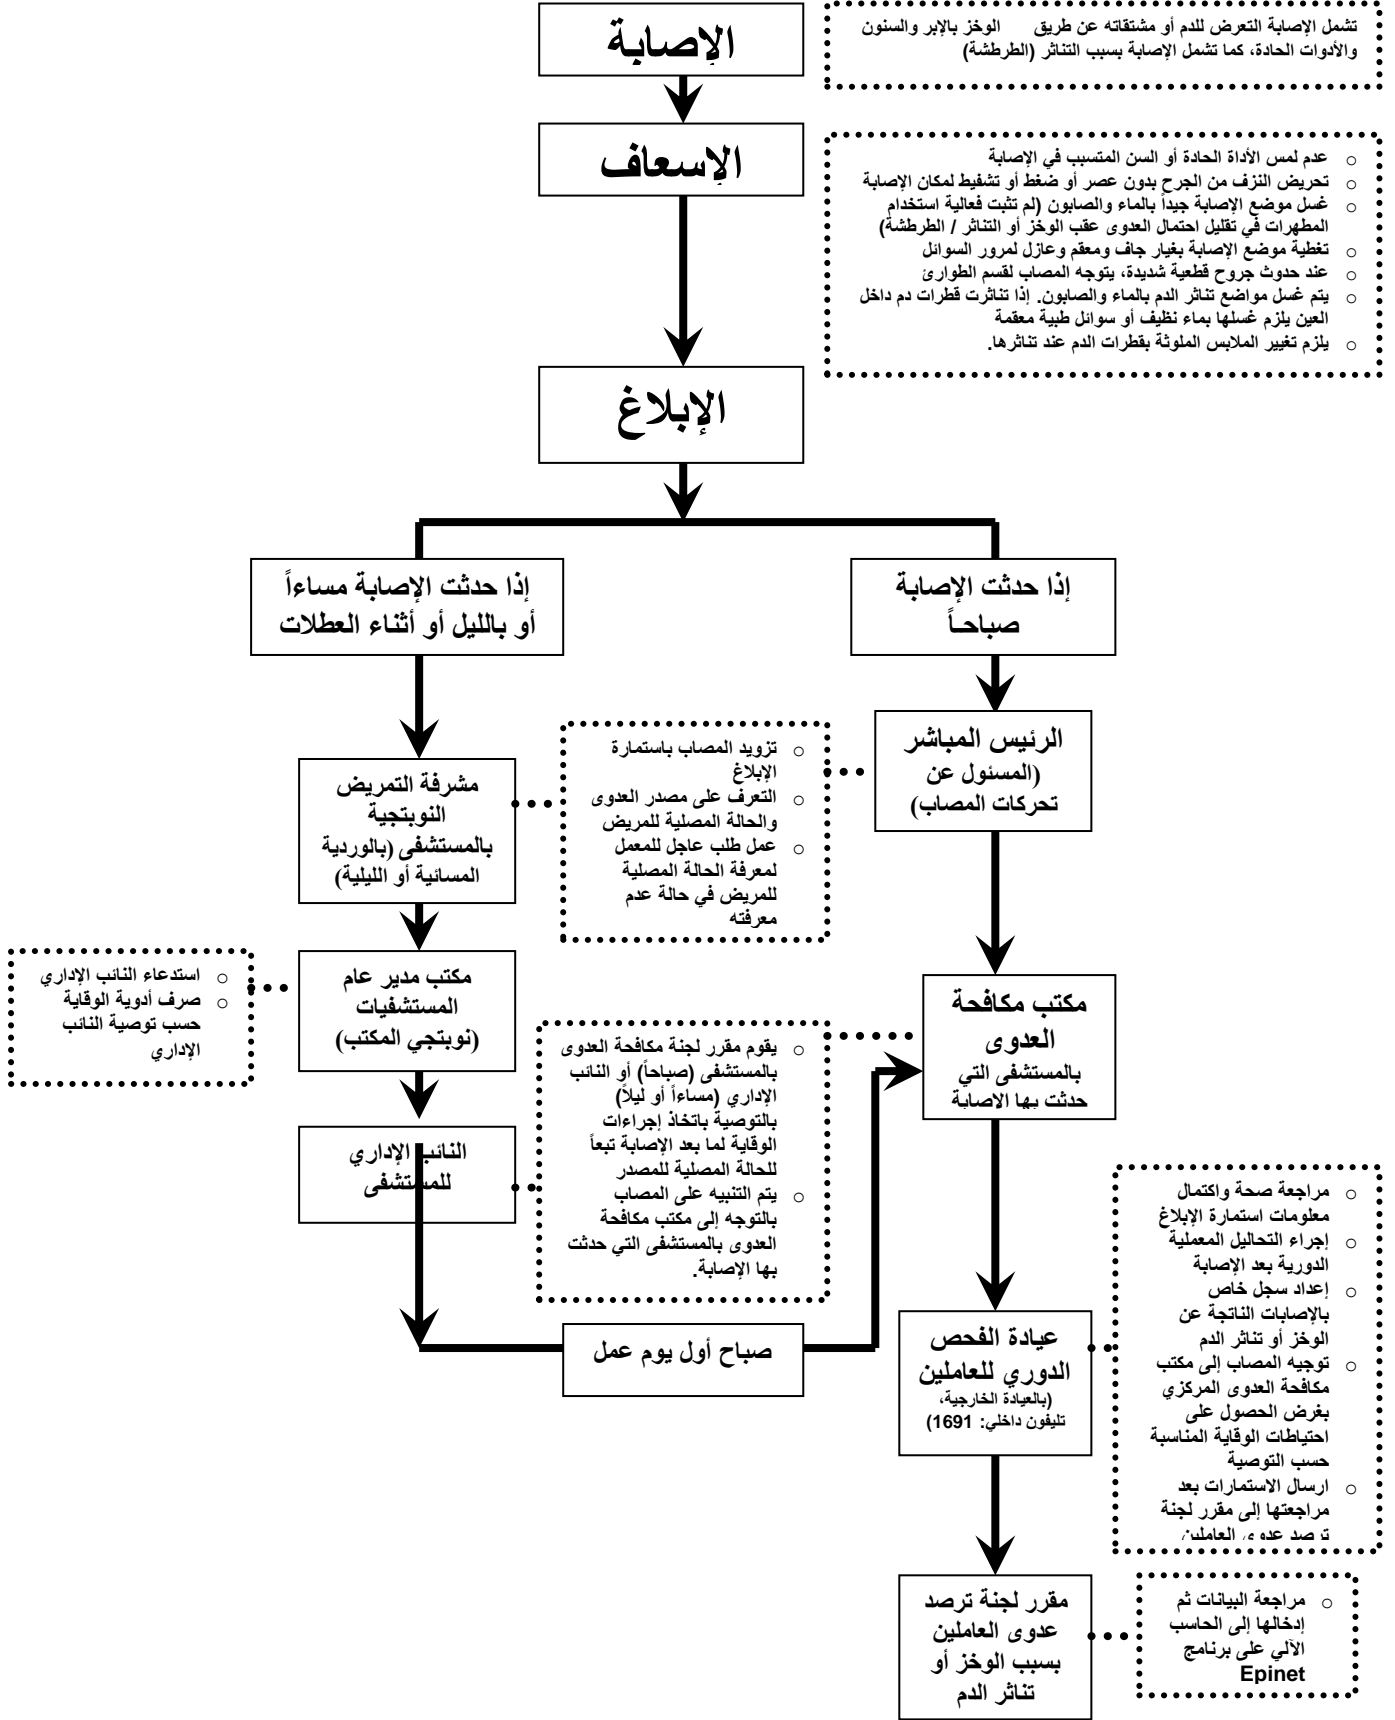 الإصابة
تشمل الإصابة التعرض للدم أو مشتقاته عن طريق الوخز بالإبر والسنون
والأدوات الحادة، كما تشمل الإصابة بسبب التناثر (الطرطشة)
الإسعاف
○ عدم لمس الأداة الحادة أو السن المتسبب في الإصابة
○ تحريض النزف من الجرح بدون عصر أو ضغط أو تشفيط لمكان الإصابة
○ غسل موضع الإصابة جيداً بالماء والصابون (لم تثبت فعالية استخدام
المطهرات في تقليل احتمال العدوى عقب الوخز أو التناثر / الطرطشة)
○ تغطية موضع الإصابة بغيار جاف ومعقم وعازل لمرور السوائل
○ عند حدوث جروح قطعية شديدة، يتوجه المصاب لقسم الطوارئ
○ يتم غسل مواضع تناثر الدم بالماء والصابون. إذا تناثرت قطرات دم داخل
العين يلزم غسلها بماء نظيف أو سوائل طبية معقمة
○ يلزم تغيير الملابس الملوثة بقطرات الدم عند تناثرها.
الإبلاغ
إذا حدثت الإصابة
صباحـاً
إذا حدثت الإصابة مساءاً
أو بالليل أو أثناء العطلات
الرئيس المباشر
(المسئول عن
تحركات المصاب)
○ تزويد المصاب باستمارة
الإبلاغ
○ التعرف على مصدر العدوى
والحالة المصلية للمريض
○ عمل طلب عاجل للمعمل
لمعرفة الحالة المصلية
للمريض في حالة عدم
معرفته
مشرفة التمريض
النوبتجية
بالمستشفى (بالوردية
المسائية أو الليلية)
مكتب مكافحة
العدوى
بالمستشفى التي
حدثت بها الإصابة
مكتب مدير عام
المستشفيات
(نوبتجي المكتب)
○ استدعاء النائب الإداري
○ صرف أدوية الوقاية
حسب توصية النائب
الإداري
○ يقوم مقرر لجنة مكافحة العدوى
بالمستشفى (صباحاً) أو النائب
الإداري (مساءاً أو ليلاً)
بالتوصية باتخاذ إجراءات
الوقاية لما بعد الإصابة تبعاً
للحالة المصلية للمصدر
○ يتم التنبيه على المصاب
بالتوجه إلى مكتب مكافحة
العدوى بالمستشفى التي حدثت
بها الإصابة.
النائب الإداري
للمستشفى
○ مراجعة صحة واكتمال
معلومات استمارة الإبلاغ
○ إجراء التحاليل المعملية
الدورية بعد الإصابة
○ إعداد سجل خاص
بالإصابات الناتجة عن
الوخز أو تناثر الدم
○ توجيه المصاب إلى مكتب
مكافحة العدوى المركزي
بغرض الحصول على
احتياطات الوقاية المناسبة
حسب التوصية
○ ارسال الاستمارات بعد
مراجعتها إلى مقرر لجنة
ترصد عدوى العاملين
عيادة الفحص
الدوري للعاملين
(بالعيادة الخارجية،
تليفون داخلي: 1691)
صباح أول يوم عمل
مقرر لجنة ترصد
عدوى العاملين
بسبب الوخز أو
تناثر الدم
○ مراجعة البيانات ثم
إدخالها إلى الحاسب
الآلي على برنامج
Epinet